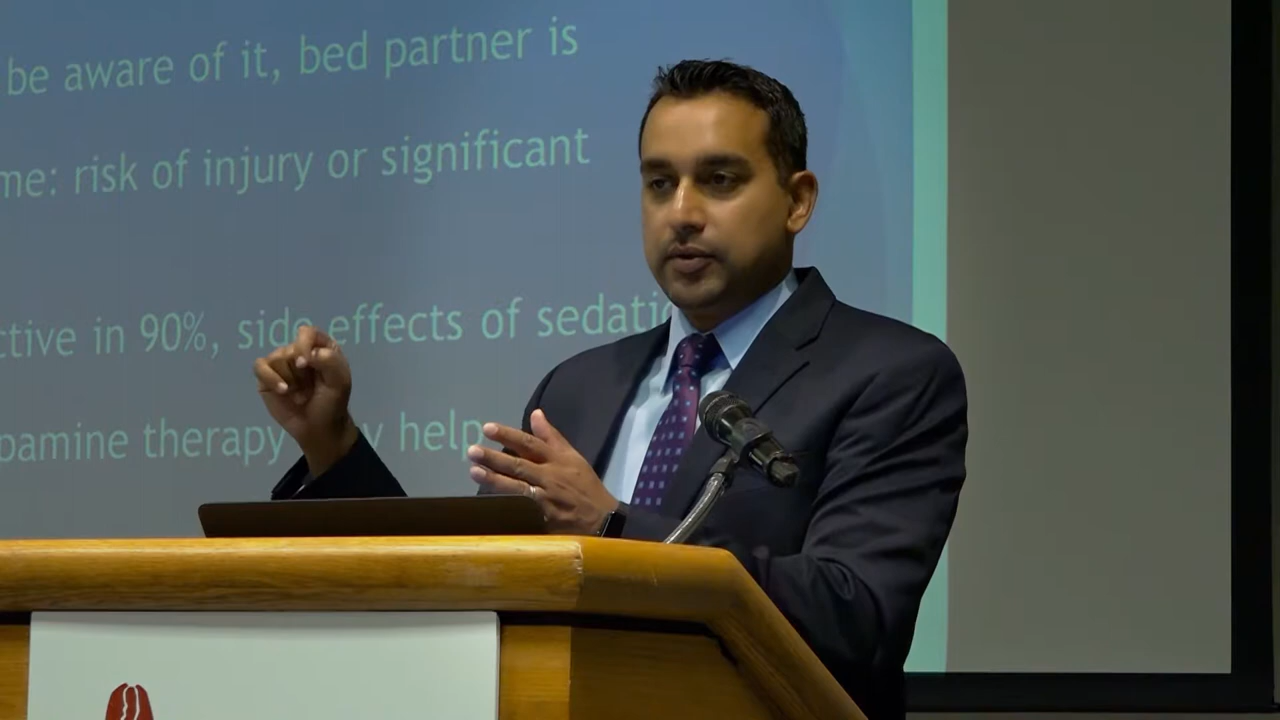 be aware of it, bed partner is
me: risk of injury or significant
ctive in 90%, side effects of sedatio
pamine therapy help